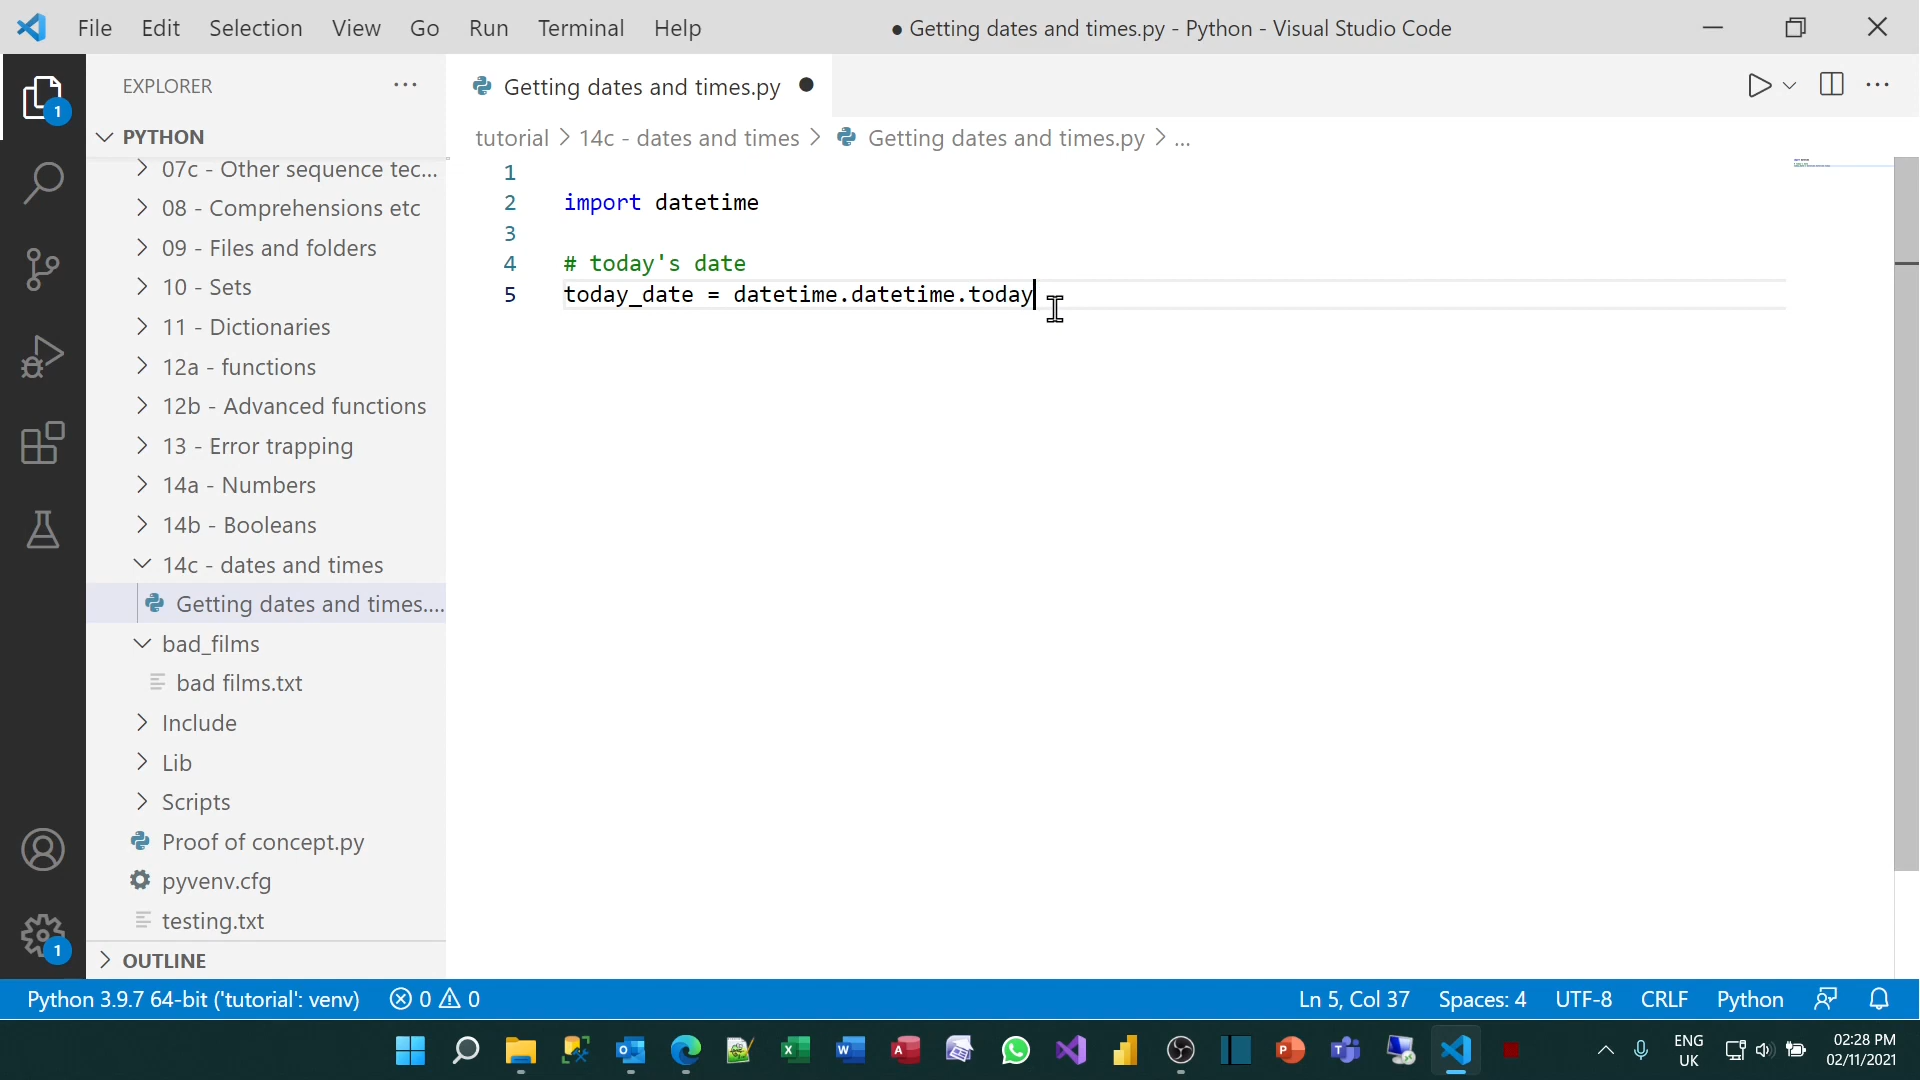 File Edit Selection View Go Run Terminal Help ● Getting dates and times.py - Python - Visual Studio Code
EXPLORER ...
Getting dates and times.py ●
PYTHON
tutorial > 14c - dates and times > Getting dates and times.py > ...
07c - Other sequence tec...
08 - Comprehensions etc
09 - Files and folders
10 - Sets
11 - Dictionaries
12a - functions
12b - Advanced functions
13 - Error trapping
14a - Numbers
14b - Booleans
14c - dates and times
Getting dates and times....
bad_films
bad films.txt
Include
Lib
Scripts
Proof of concept.py
pyvenv.cfg
testing.txt
OUTLINE
1
2 import datetime
3
4 # today's date
5 today_date = datetime.datetime.today
1
1
Python 3.9.7 64-bit ('tutorial': venv) 0 0 Ln 5, Col 37 Spaces: 4 UTF-8 CRLF Python
ENG
UK
02:28 PM
02/11/2021